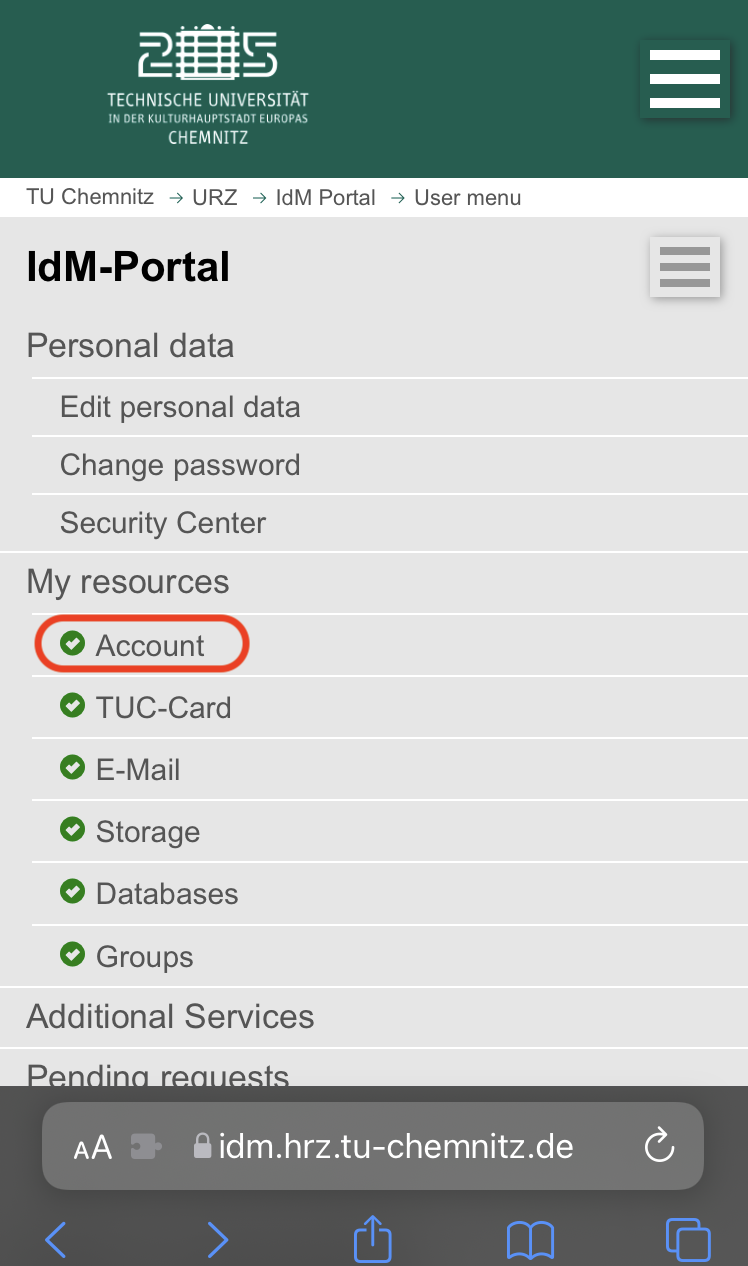 2025
TECHNISCHE UNIVERSITÄT
IN DER KULTURHAUPTSTADT EUROPAS
CHEMNITZ
TU Chemnitz → URZ → IdM Portal → User menu
IdM-Portal
Personal data
Edit personal data
Change password
Security Center
My resources
Account
TUC-Card
E-Mail
Storage
Databases
Groups
Additional Services
Pending requests
AA idm.hrz.tu-chemnitz.de